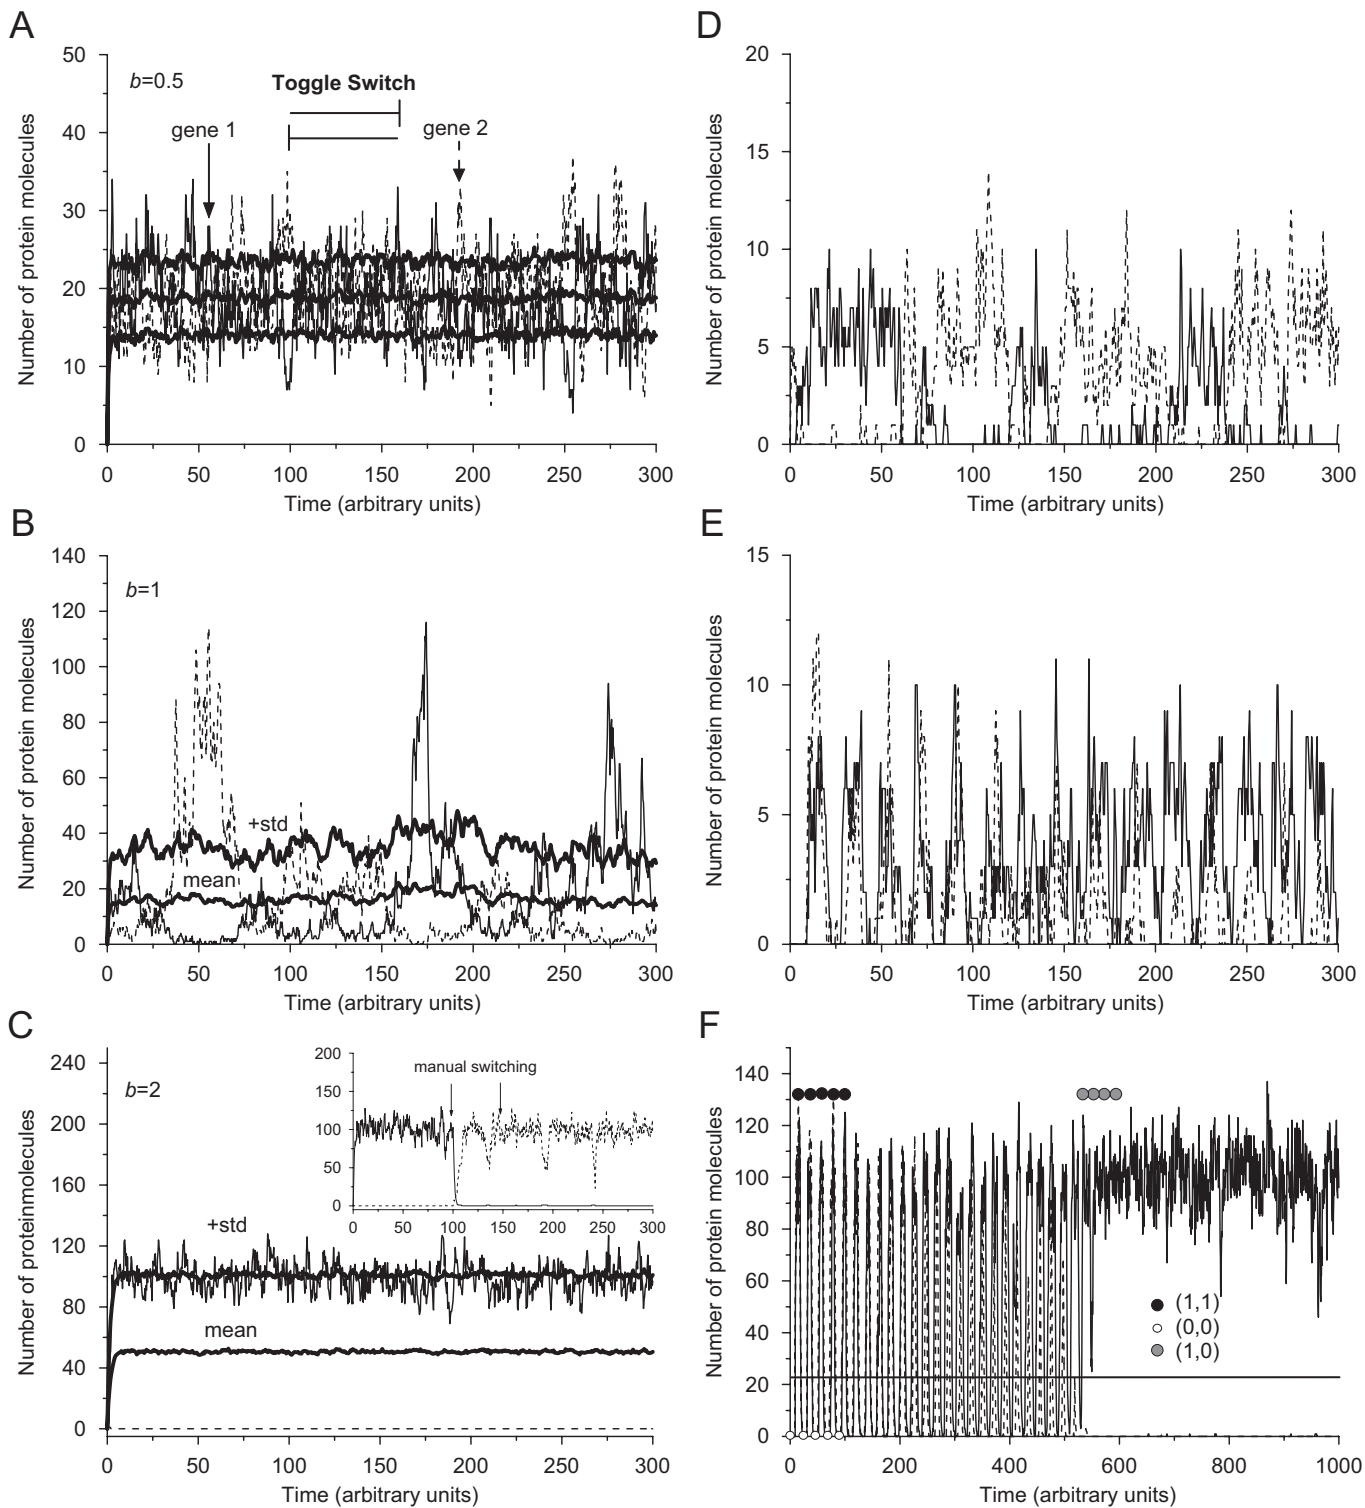 A
b=0.5
Toggle Switch
gene 1
gene 2
50
40
30
20
10
0
Number of protein molecules
0 50 100 150 200 250 300
Time (arbitrary units)
D
20
15
10
5
0
Number of protein molecules
0 50 100 150 200 250 300
Time (arbitrary units)
B
b=1
140
120
100
80
60
40
20
0
+std
mean
Number of protein molecules
0 50 100 150 200 250 300
Time (arbitrary units)
E
15
10
5
0
Number of protein molecules
0 50 100 150 200 250 300
Time (arbitrary units)
C
b=2
240
200
160
120
80
40
0
+std
mean
Number of proteinmolecules
0 50 100 150 200 250 300
Time (arbitrary units)
manual switching
200
150
100
50
0
0 50 100 150 200 250 300
F
140
120
100
80
60
40
20
0
(1,1)
(0,0)
(1,0)
Number of protein molecules
0 200 400 600 800 1000
Time (arbitrary units)